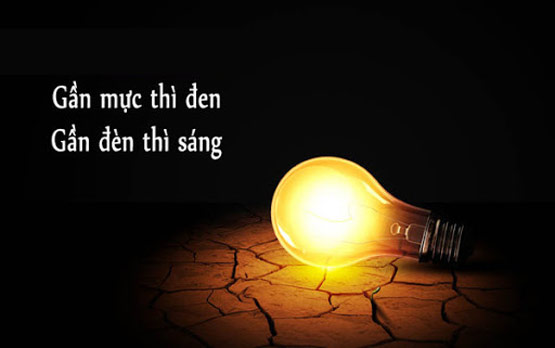 Gần mực thì đen
Gần đèn thì sáng